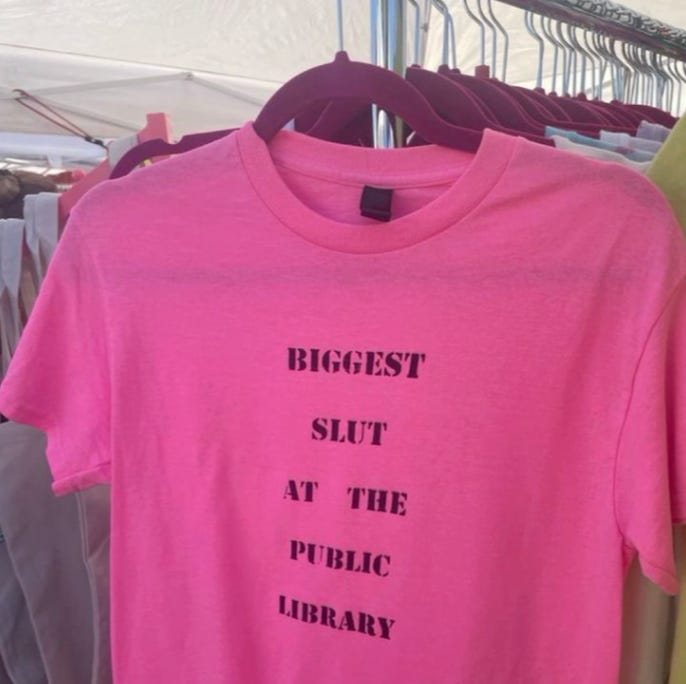 BIGGEST
SLUT
AT THE
PUBLIC
LIBRARY